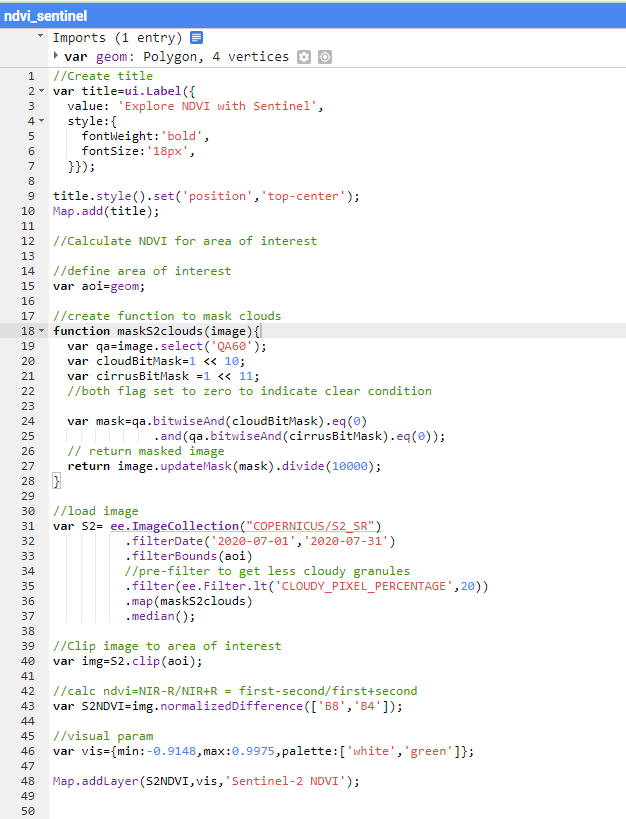 ndvi_sentinel
Imports (1 entry)
var geom: Polygon, 4 vertices
1 //Create title
2 var title=ui.Label({
3   value: 'Explore NDVI with Sentinel',
4   style:{
5     fontWeight:'bold',
6     fontSize:'18px',
7   }});
8
9 title.style().set('position','top-center');
10 Map.add(title);
11
12 //Calculate NDVI for area of interest
13
14 //define area of interest
15 var aoi=geom;
16
17 //create function to mask clouds
18 function maskS2clouds(image){
19   var qa=image.select('QA60');
20   var cloudBitMask=1 << 10;
21   var cirrusBitMask =1 << 11;
22   //both flag set to zero to indicate clear condition
23
24   var mask=qa.bitwiseAnd(cloudBitMask).eq(0)
25               .and(qa.bitwiseAnd(cirrusBitMask).eq(0));
26   // return masked image
27   return image.updateMask(mask).divide(10000);
28 }
29
30 //load image
31 var S2= ee.ImageCollection("COPERNICUS/S2_SR")
32           .filterDate('2020-07-01','2020-07-31')
33           .filterBounds(aoi)
34           //pre-filter to get less cloudy granules
35           .filter(ee.Filter.lt('CLOUDY_PIXEL_PERCENTAGE',20))
36           .map(maskS2clouds)
37           .median();
38
39 //Clip image to area of interest
40 var img=S2.clip(aoi);
41
42 //calc ndvi=NIR-R/NIR+R = first-second/first+second
43 var S2NDVI=img.normalizedDifference(['B8','B4']);
44
45 //visual param
46 var vis={min:-0.9148,max:0.9975,palette:['white','green']};
47
48 Map.addLayer(S2NDVI,vis,'Sentinel-2 NDVI');
49
50